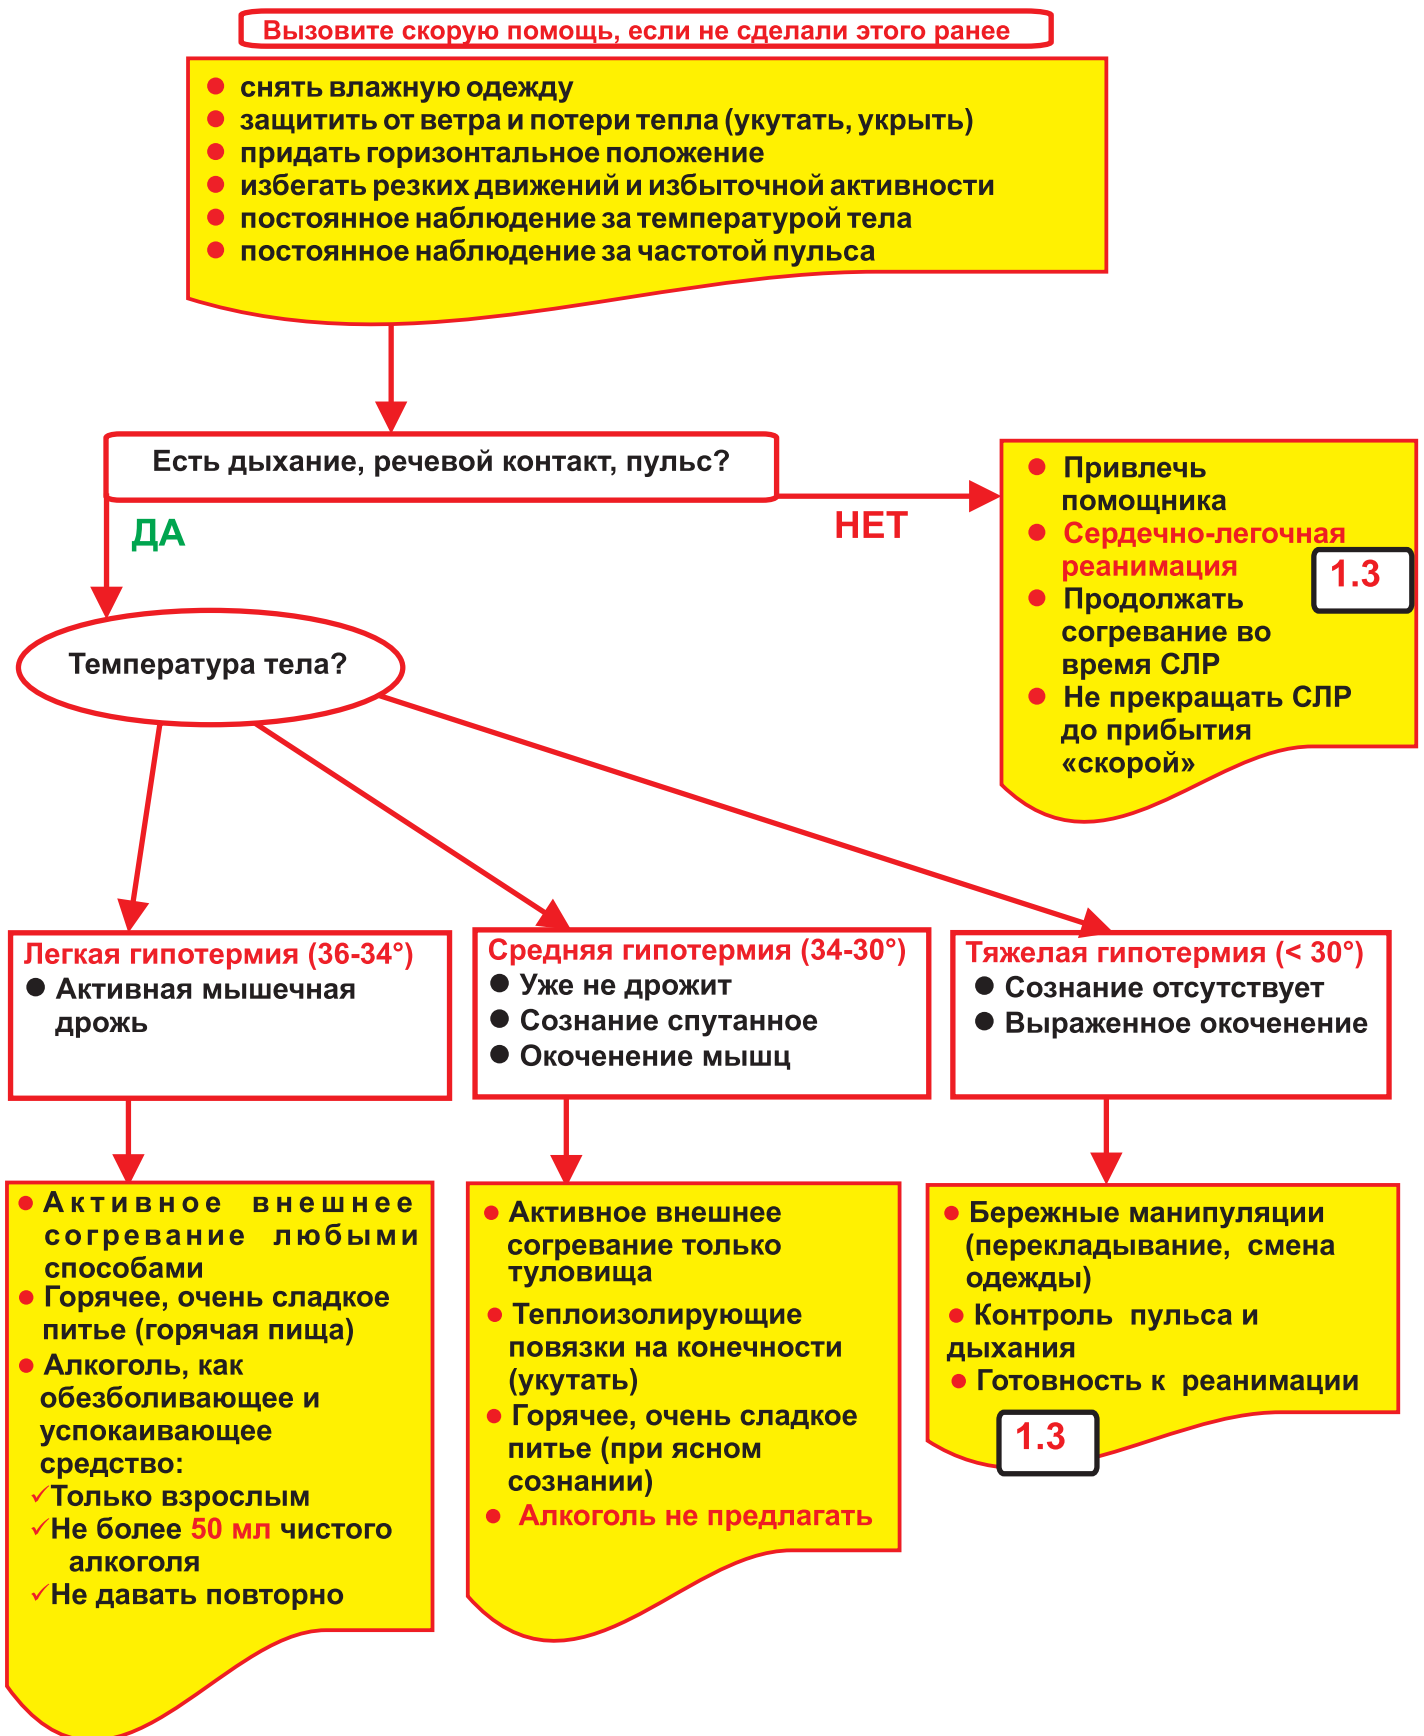 Вызовите скорую помощь, если не сделали этого ранее
снять влажную одежду
защитить от ветра и потери тепла (укутать, укрыть)
придать горизонтальное положение
избегать резких движений и избыточной активности
постоянное наблюдение за температурой тела
постоянное наблюдение за частотой пульса
Есть дыхание, речевой контакт, пульс?
ДА
НЕТ
Привлечь
помощника
Сердечно-легочная
реанимация
1.3
Продолжать
согревание во
время СЛР
Не прекращать СЛР
до прибытия
«скорой»
Температура тела?
Легкая гипотермия (36-34°)
Активная мышечная
дрожь
Средняя гипотермия (34-30°)
Уже не дрожит
Сознание спутанное
Окоченение мышц
Тяжелая гипотермия (< 30°)
Сознание отсутствует
Выраженное окоченение
Активное внешнее
согревание любыми
способами
Горячее, очень сладкое
питье (горячая пища)
Алкоголь, как
обезболивающее и
успокаивающее
средство:
✓Только взрослым
✓Не более 50 мл чистого
алкоголя
✓Не давать повторно
Активное внешнее
согревание только
туловища
Теплоизолирующие
повязки на конечности
(укутать)
Горячее, очень сладкое
питье (при ясном
сознании)
Алкоголь не предлагать
Бережные манипуляции
(перекладывание, смена
одежды)
Контроль пульса и
дыхания
Готовность к реанимации
1.3